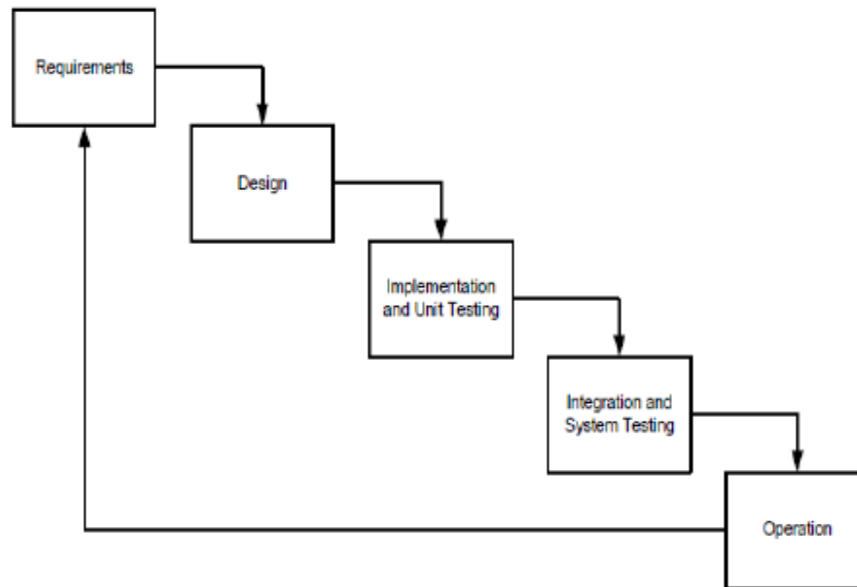 Requirements
Design
Implementation
and Unit Testing
Integration and
System Testing
Operation